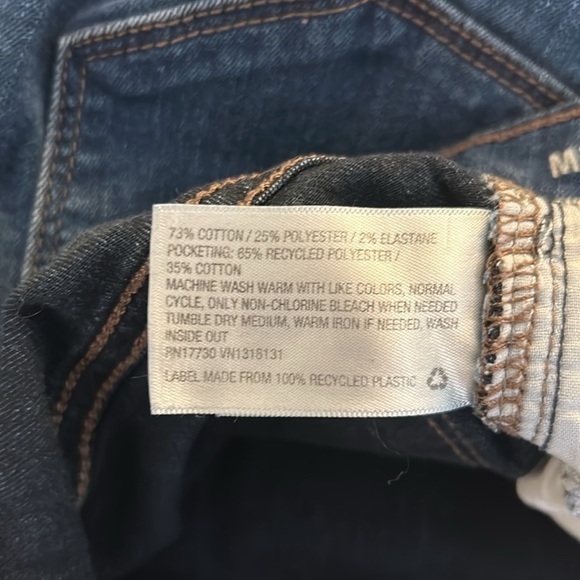 73% COTTON / 25% POLYESTER / 2% ELASTANE
POCKETING: 65% RECYCLED POLYESTER /
35% COTTON
MACHINE WASH WARM WITH LIKE COLORS, NORMAL
CYCLE, ONLY NON-CHLORINE BLEACH WHEN NEEDED
TUMBLE DRY MEDIUM, WARM IRON IF NEEDED, WASH
INSIDE OUT
RN17730 VN1318131
LABEL MADE FROM 100% RECYCLED PLASTIC